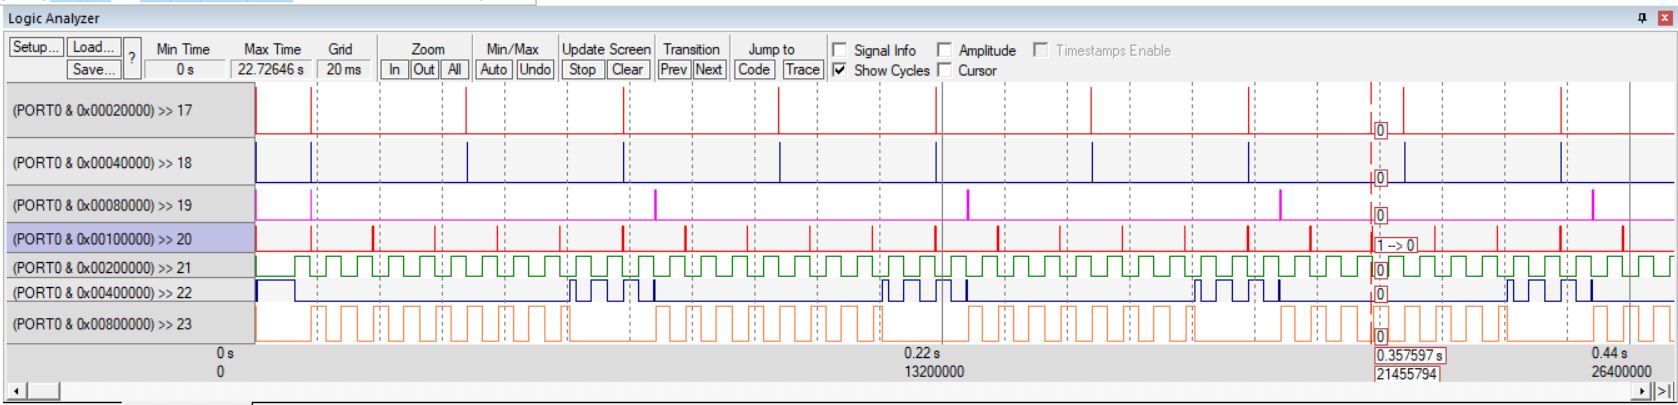 Logic Analyzer
Setup... Load... ? Min Time Max Time Grid Zoom Min/Max Update Screen Transition Jump to Signal Info Amplitude Timestamps Enable
Save... 0 s 22.72646 s 20 ms In Out All Auto Undo Stop Clear Prev Next Code Trace Show Cycles Cursor
(PORT0 & 0x00020000) >> 17
0
(PORT0 & 0x00040000) >> 18
0
(PORT0 & 0x00080000) >> 19
0
(PORT0 & 0x00100000) >> 20
1 --> 0
(PORT0 & 0x00200000) >> 21
0
(PORT0 & 0x00400000) >> 22
0
(PORT0 & 0x00800000) >> 23
0
0 s 0.22 s 0.357597 s 0.44 s
0 13200000 21455794 26400000